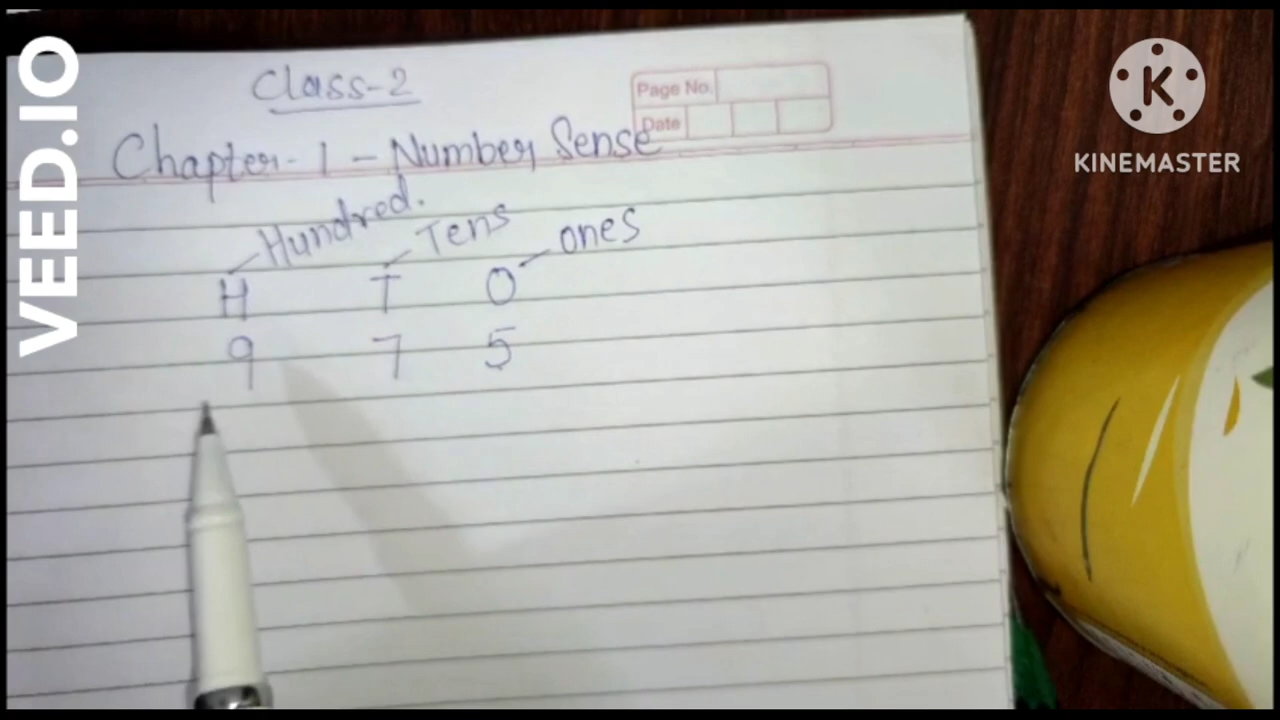 VEED.IO
K
KINEMASTER
Class-2
Page No.
Date
Chapter-1 - Number Sense
Hundred. Tens ones
H T O
9 7 5